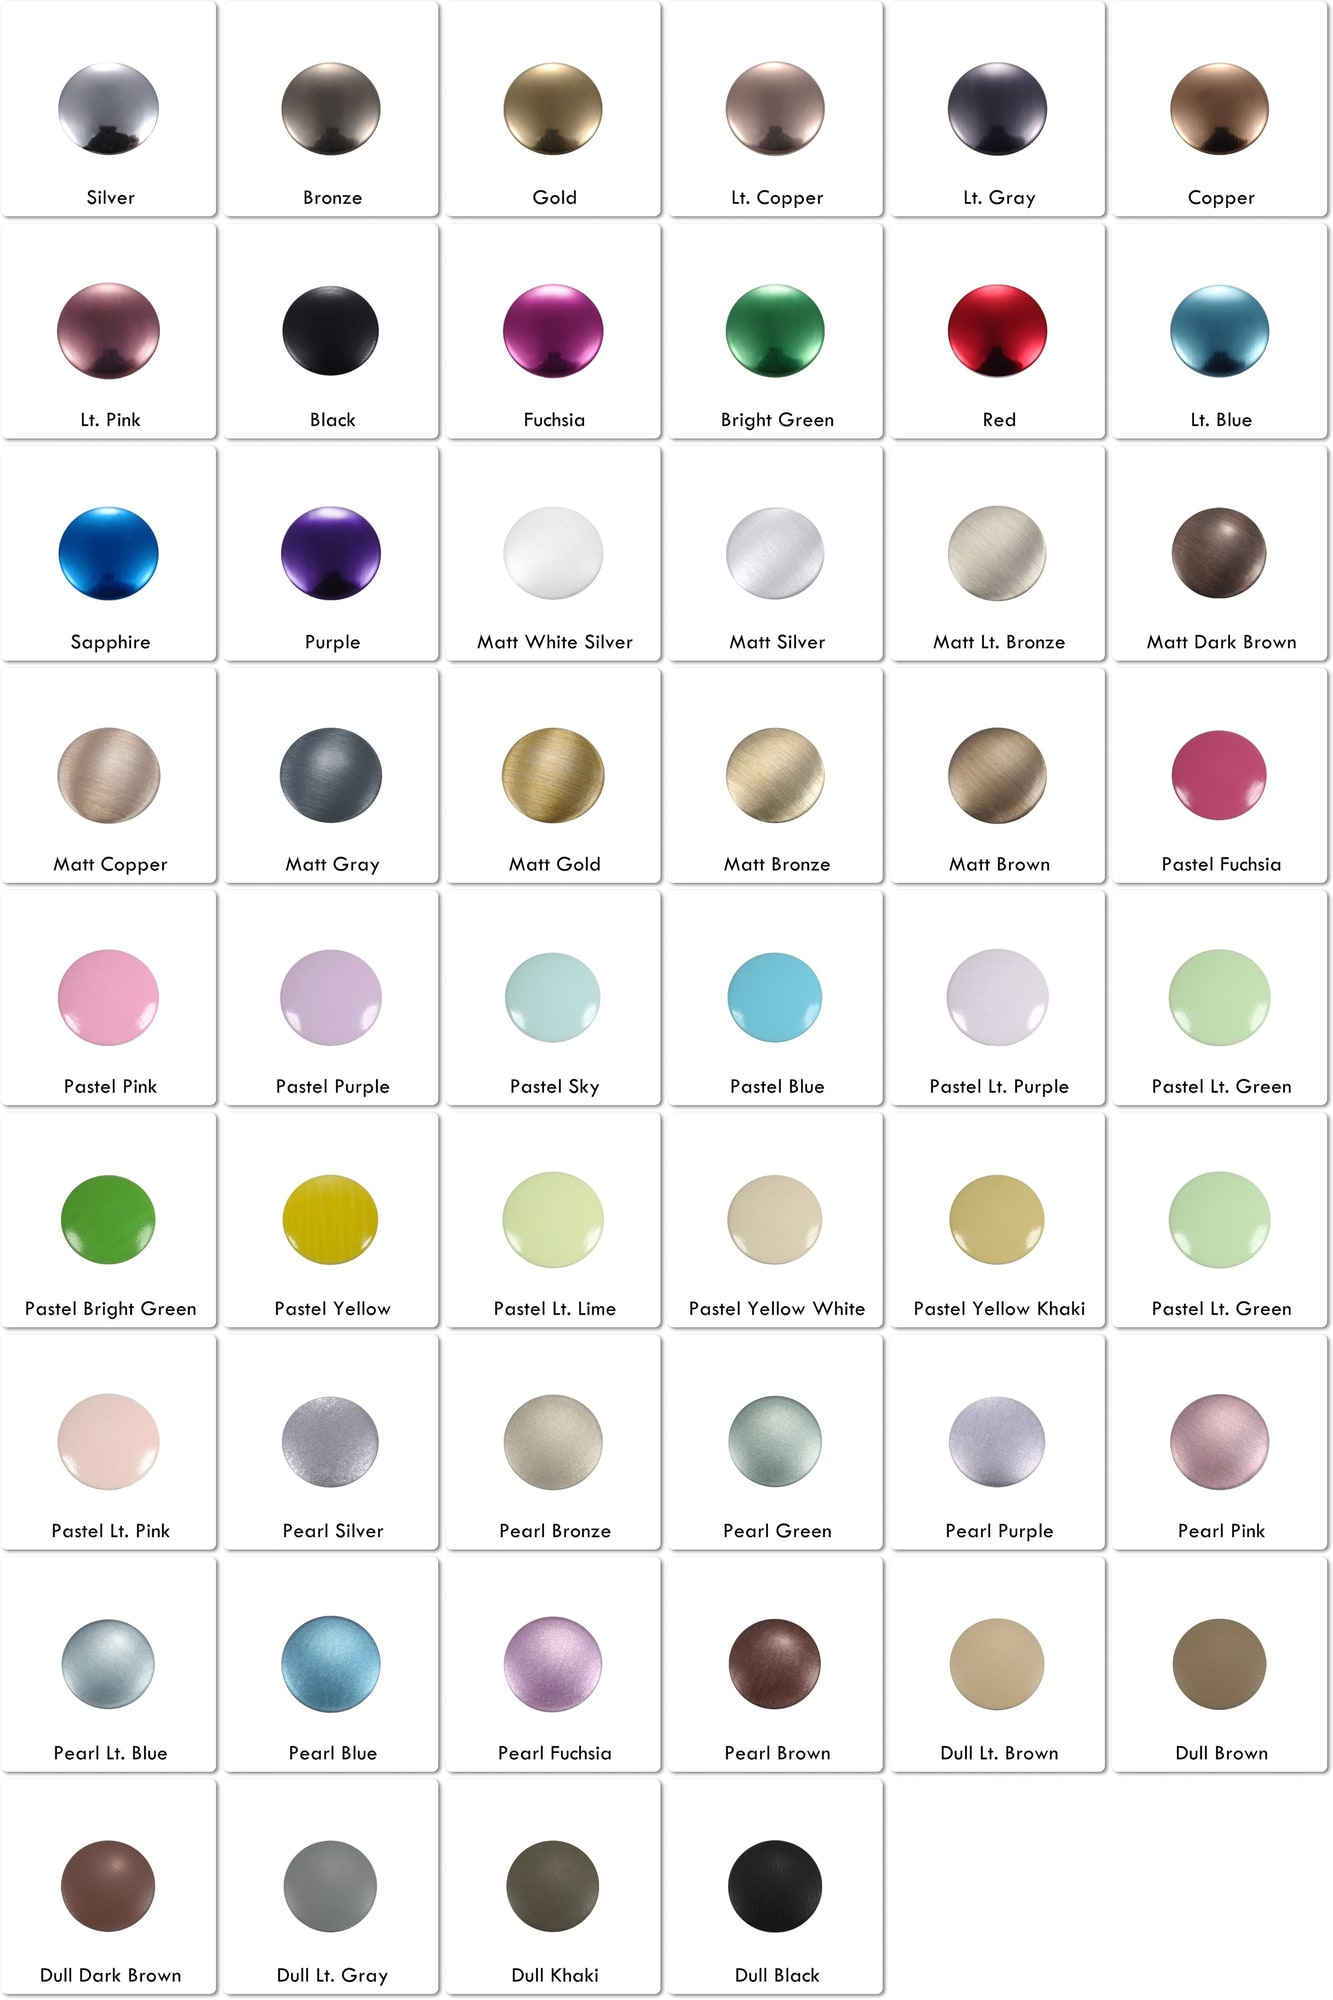 Silver
Bronze
Gold
Lt. Copper
Lt. Gray
Copper
Lt. Pink
Black
Fuchsia
Bright Green
Red
Lt. Blue
Sapphire
Purple
Matt White Silver
Matt Silver
Matt Lt. Bronze
Matt Dark Brown
Matt Copper
Matt Gray
Matt Gold
Matt Bronze
Matt Brown
Pastel Fuchsia
Pastel Pink
Pastel Purple
Pastel Sky
Pastel Blue
Pastel Lt. Purple
Pastel Lt. Green
Pastel Bright Green
Pastel Yellow
Pastel Lt. Lime
Pastel Yellow White
Pastel Yellow Khaki
Pastel Lt. Green
Pastel Lt. Pink
Pearl Silver
Pearl Bronze
Pearl Green
Pearl Purple
Pearl Pink
Pearl Lt. Blue
Pearl Blue
Pearl Fuchsia
Pearl Brown
Dull Lt. Brown
Dull Brown
Dull Dark Brown
Dull Lt. Gray
Dull Khaki
Dull Black